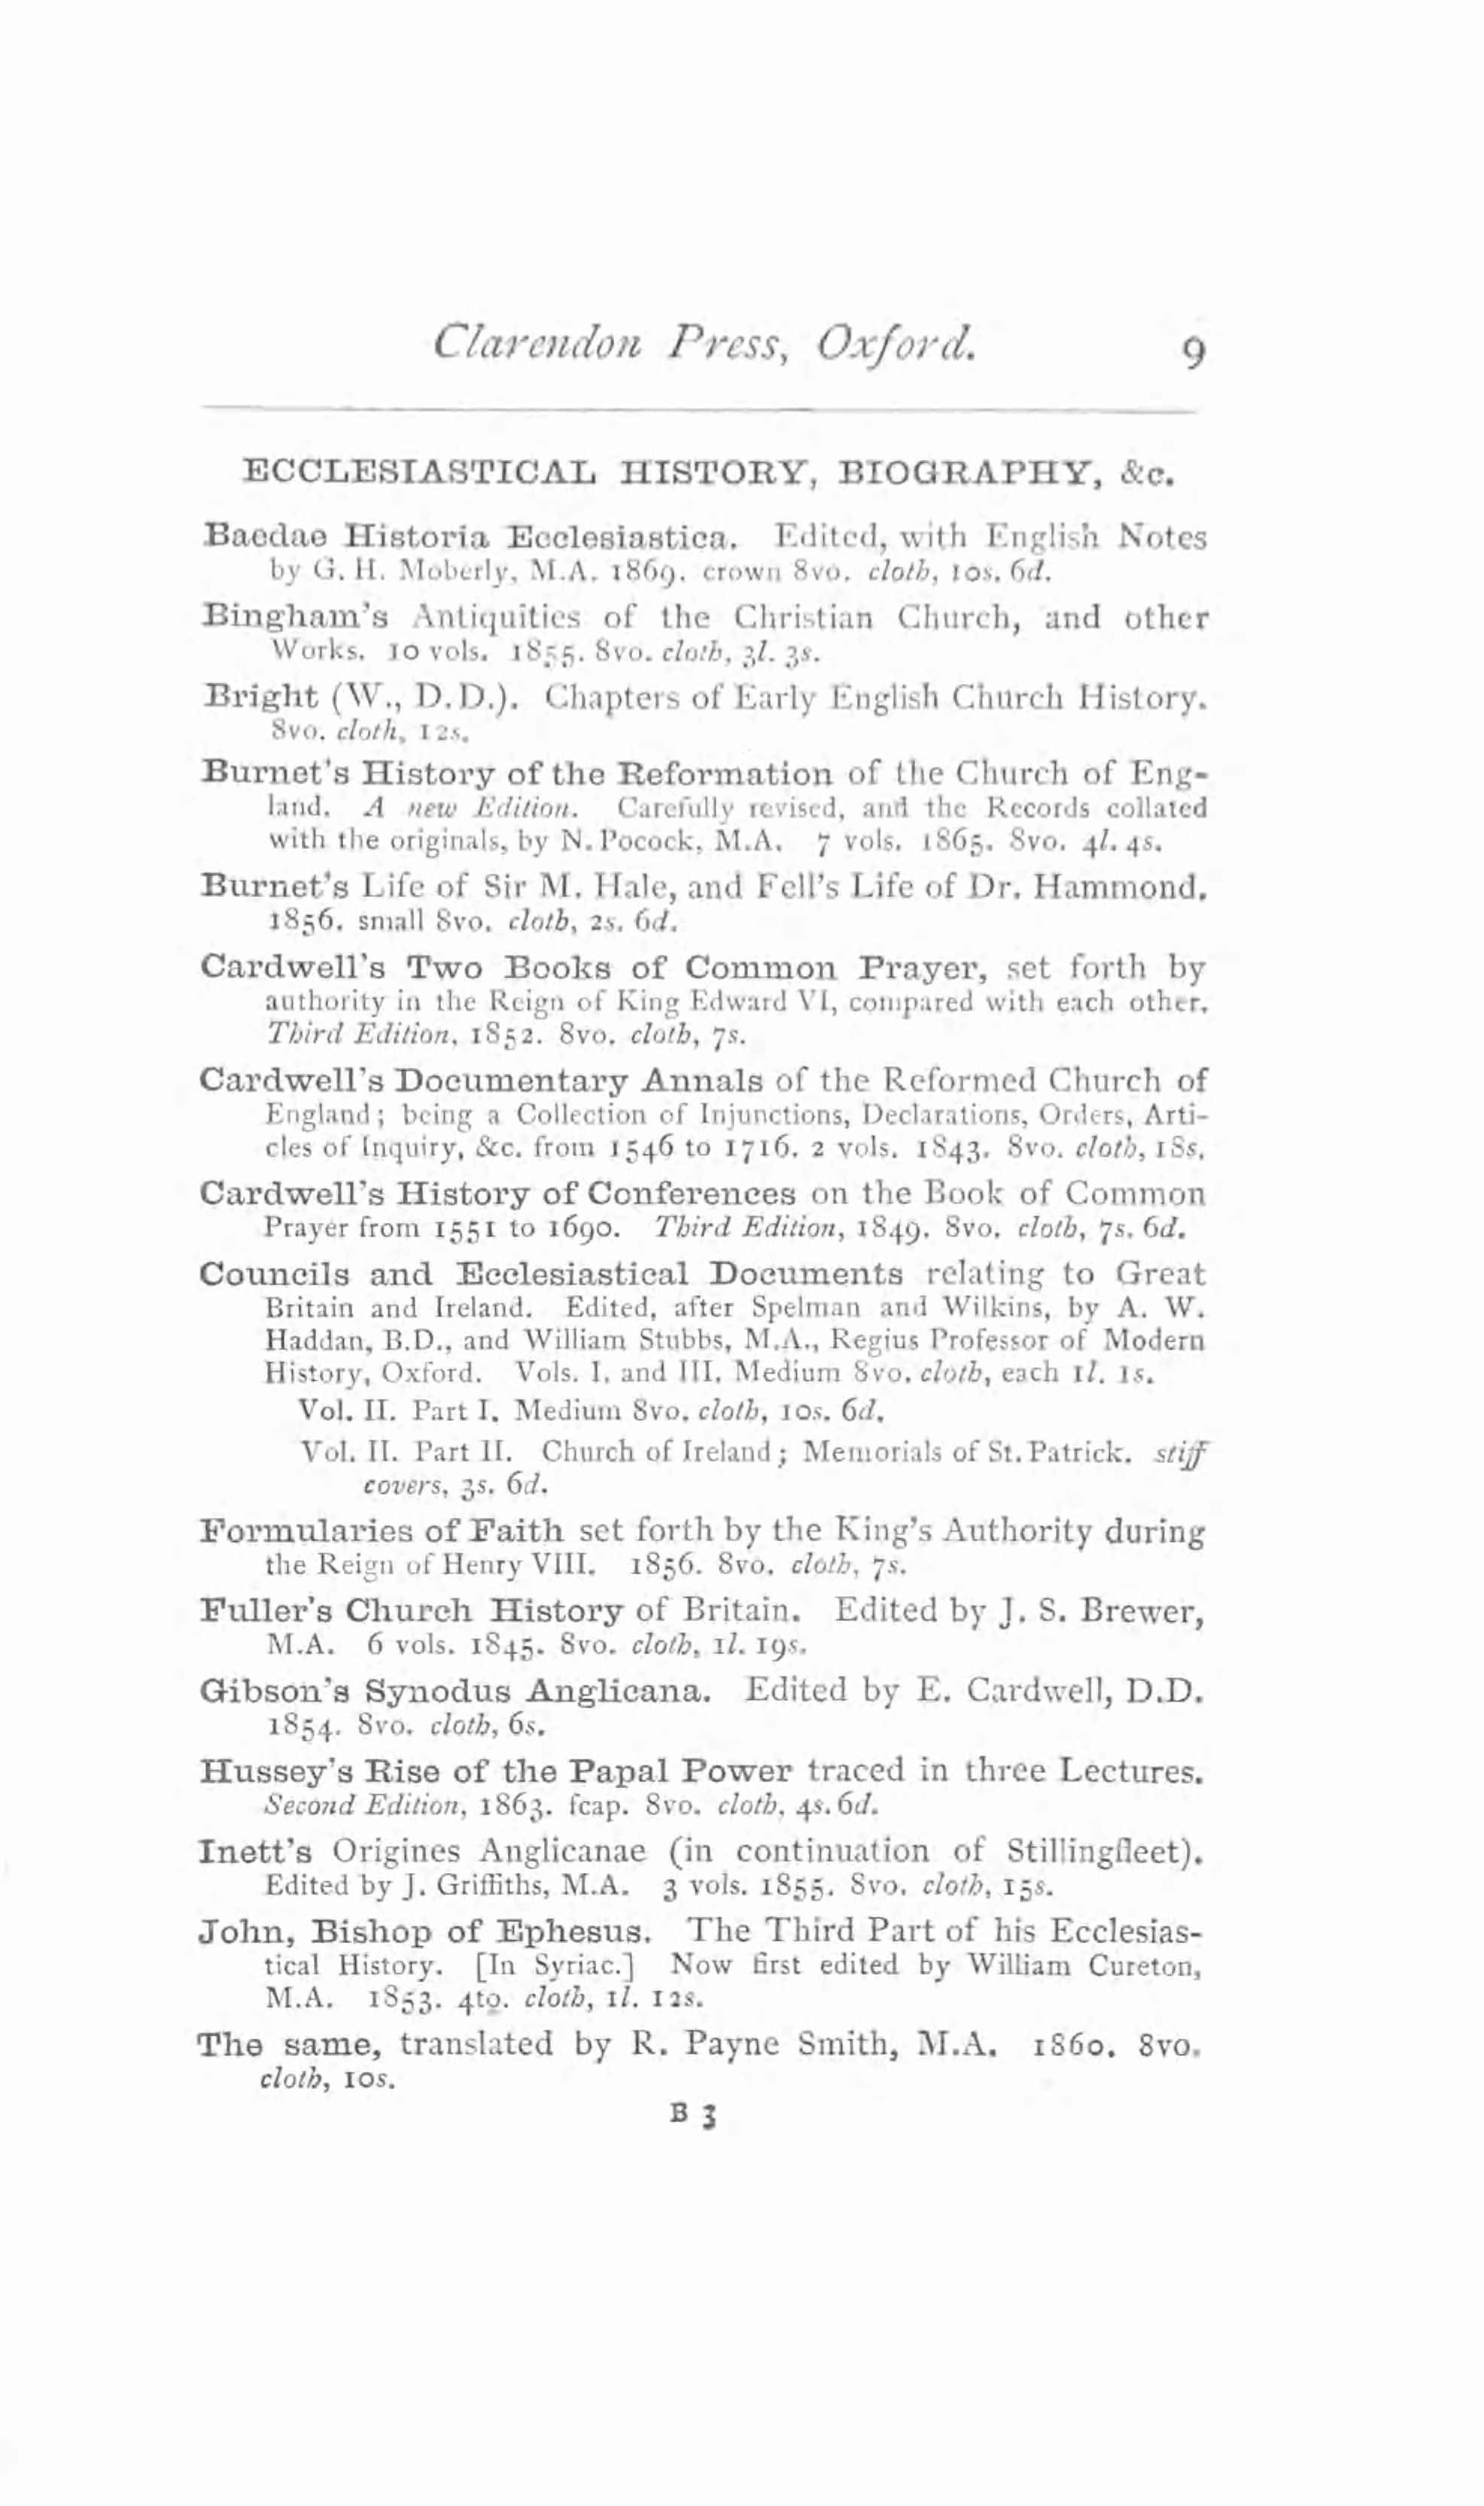 Clarendon Press, Oxford. 9
ECCLESIASTICAL HISTORY, BIOGRAPHY, &c.
Baedae Historia Ecclesiastica. Edited, with English Notes
by G. H. Moberly, M.A. 1869. crown 8vo. cloth, 10s. 6d.
Bingham's Antiquities of the Christian Church, and other
Works. 10 vols. 1855. 8vo. cloth, 3l. 3s.
Bright (W., D.D.). Chapters of Early English Church History.
8vo. cloth, 12s.
Burnet's History of the Reformation of the Church of Eng-
land. A new Edition. Carefully revised, and the Records collated
with the originals, by N. Pocock, M.A. 7 vols. 1865. 8vo. 4l. 4s.
Burnet's Life of Sir M. Hale, and Fell's Life of Dr. Hammond.
1856. small 8vo. cloth, 2s. 6d.
Cardwell's Two Books of Common Prayer, set forth by
authority in the Reign of King Edward VI, compared with each other.
Third Edition, 1852. 8vo. cloth, 7s.
Cardwell's Documentary Annals of the Reformed Church of
England; being a Collection of Injunctions, Declarations, Orders, Arti-
cles of Inquiry, &c. from 1546 to 1716. 2 vols. 1843. 8vo. cloth, 18s.
Cardwell's History of Conferences on the Book of Common
Prayer from 1551 to 1690. Third Edition, 1849. 8vo. cloth, 7s. 6d.
Councils and Ecclesiastical Documents relating to Great
Britain and Ireland. Edited, after Spelman and Wilkins, by A. W.
Haddan, B.D., and William Stubbs, M.A., Regius Professor of Modern
History, Oxford. Vols. I. and III. Medium 8vo. cloth, each 1l. 1s.
Vol. II. Part I. Medium 8vo. cloth, 10s. 6d.
Vol. II. Part II. Church of Ireland; Memorials of St. Patrick. stiff
covers, 3s. 6d.
Formularies of Faith set forth by the King's Authority during
the Reign of Henry VIII. 1856. 8vo. cloth, 7s.
Fuller's Church History of Britain. Edited by J. S. Brewer,
M.A. 6 vols. 1845. 8vo. cloth, 1l. 19s.
Gibson's Synodus Anglicana. Edited by E. Cardwell, D.D.
1854. 8vo. cloth, 6s.
Hussey's Rise of the Papal Power traced in three Lectures.
Second Edition, 1863. fcap. 8vo. cloth, 4s. 6d.
Inett's Origines Anglicanae (in continuation of Stillingfleet).
Edited by J. Griffiths, M.A. 3 vols. 1855. 8vo. cloth, 15s.
John, Bishop of Ephesus. The Third Part of his Ecclesias-
tical History. [In Syriac.] Now first edited by William Cureton,
M.A. 1853. 4to. cloth, 1l. 12s.
The same, translated by R. Payne Smith, M.A. 1860. 8vo.
cloth, 10s.
B 3